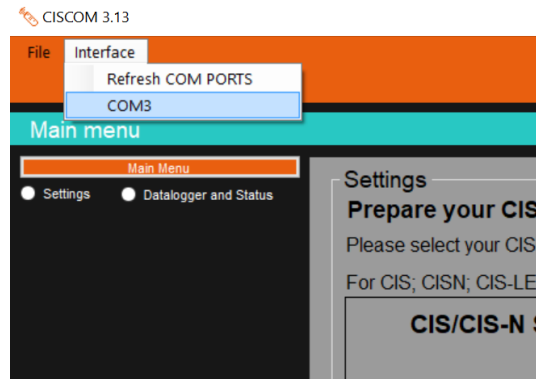 CISCOM 3.13
File Interface
Refresh COM PORTS
COM3
Main menu
Main Menu
Settings Datalogger and Status
Settings
Prepare your CIS
Please select your CIS
For CIS; CISN; CIS-LE
CIS/CIS-N